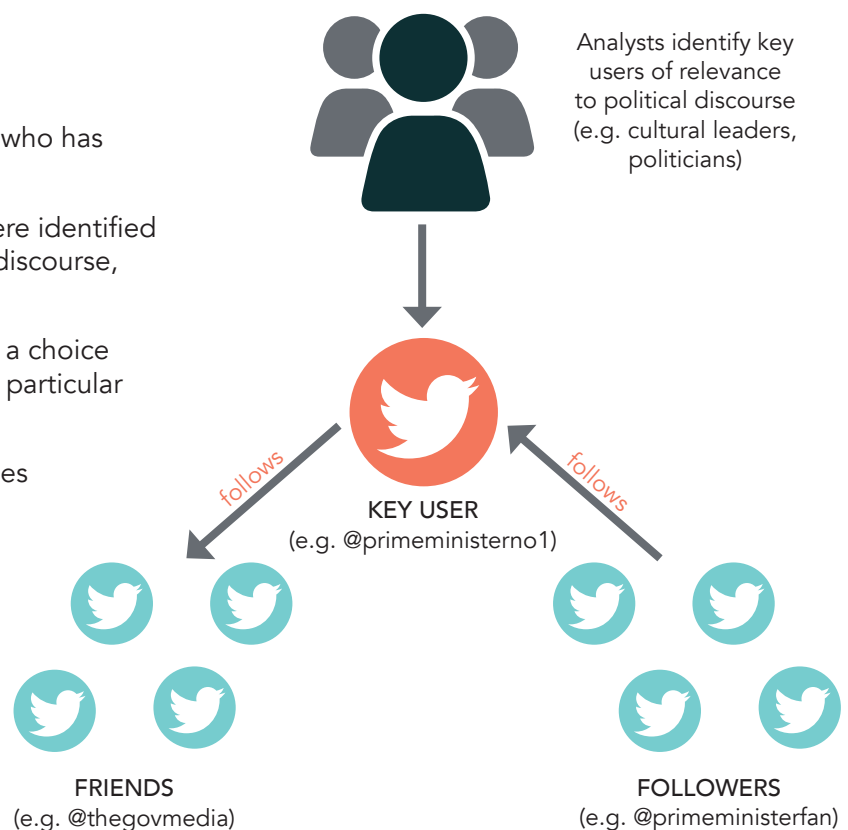 Analysts identify key
users of relevance
to political discourse
(e.g. cultural leaders,
politicians)
who has
ere identified
discourse,
a choice
particular
es
follows
follows
KEY USER
(e.g. @primeministerno1)
FRIENDS
(e.g. @thegovmedia)
FOLLOWERS
(e.g. @primeministerfan)